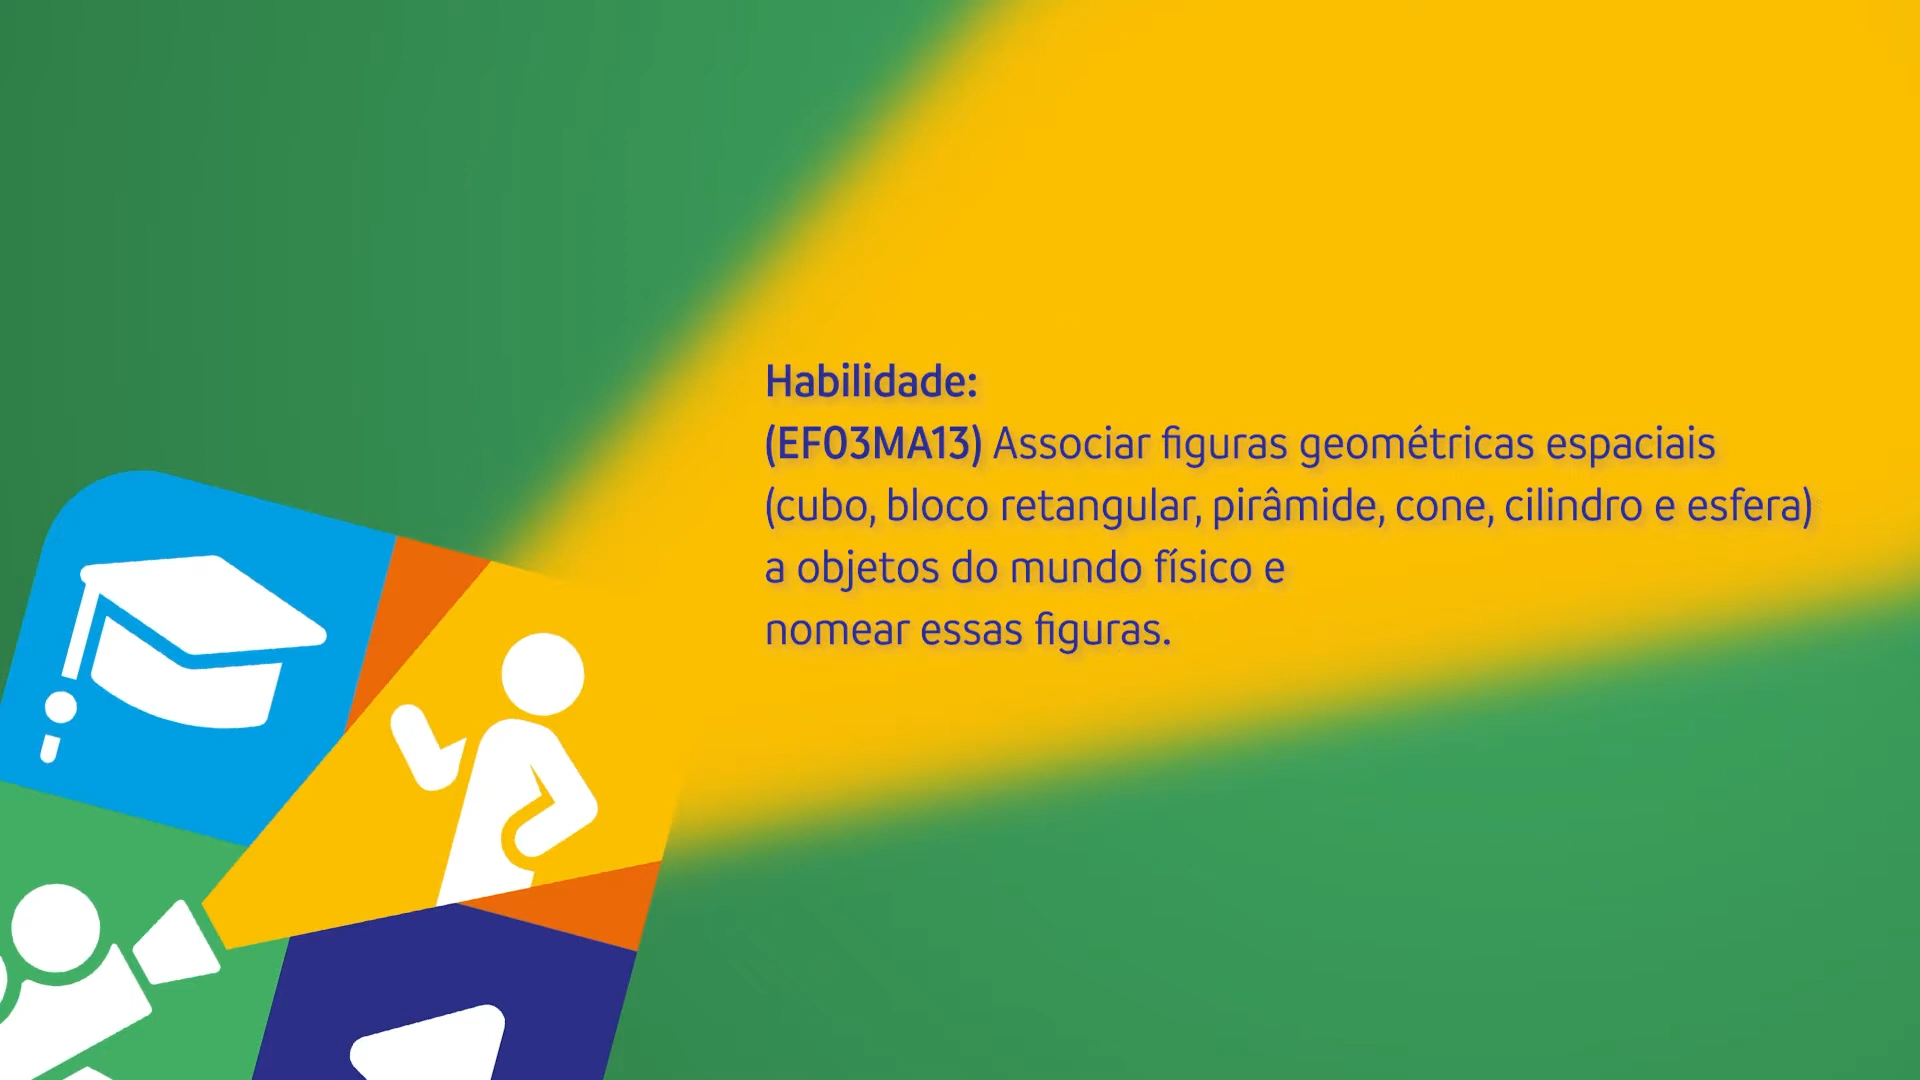 Habilidade:
(EF03MA13) Associar figuras geométricas espaciais
(cubo, bloco retangular, pirâmide, cone, cilindro e esfera)
a objetos do mundo físico e
nomear essas figuras.